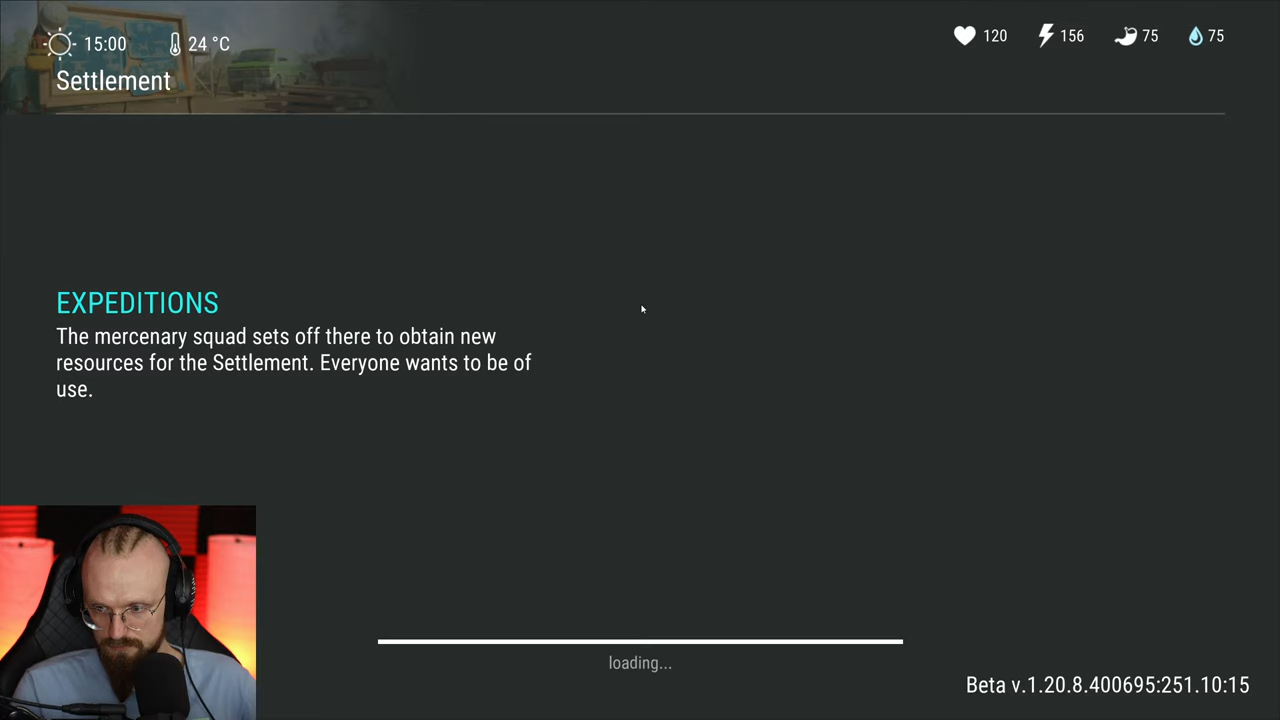 15:00 24 °C 120 156 75 75
Settlement
EXPEDITIONS
The mercenary squad sets off there to obtain new
resources for the Settlement. Everyone wants to be of
use.
loading...
Beta v.1.20.8.400695:251.10:15